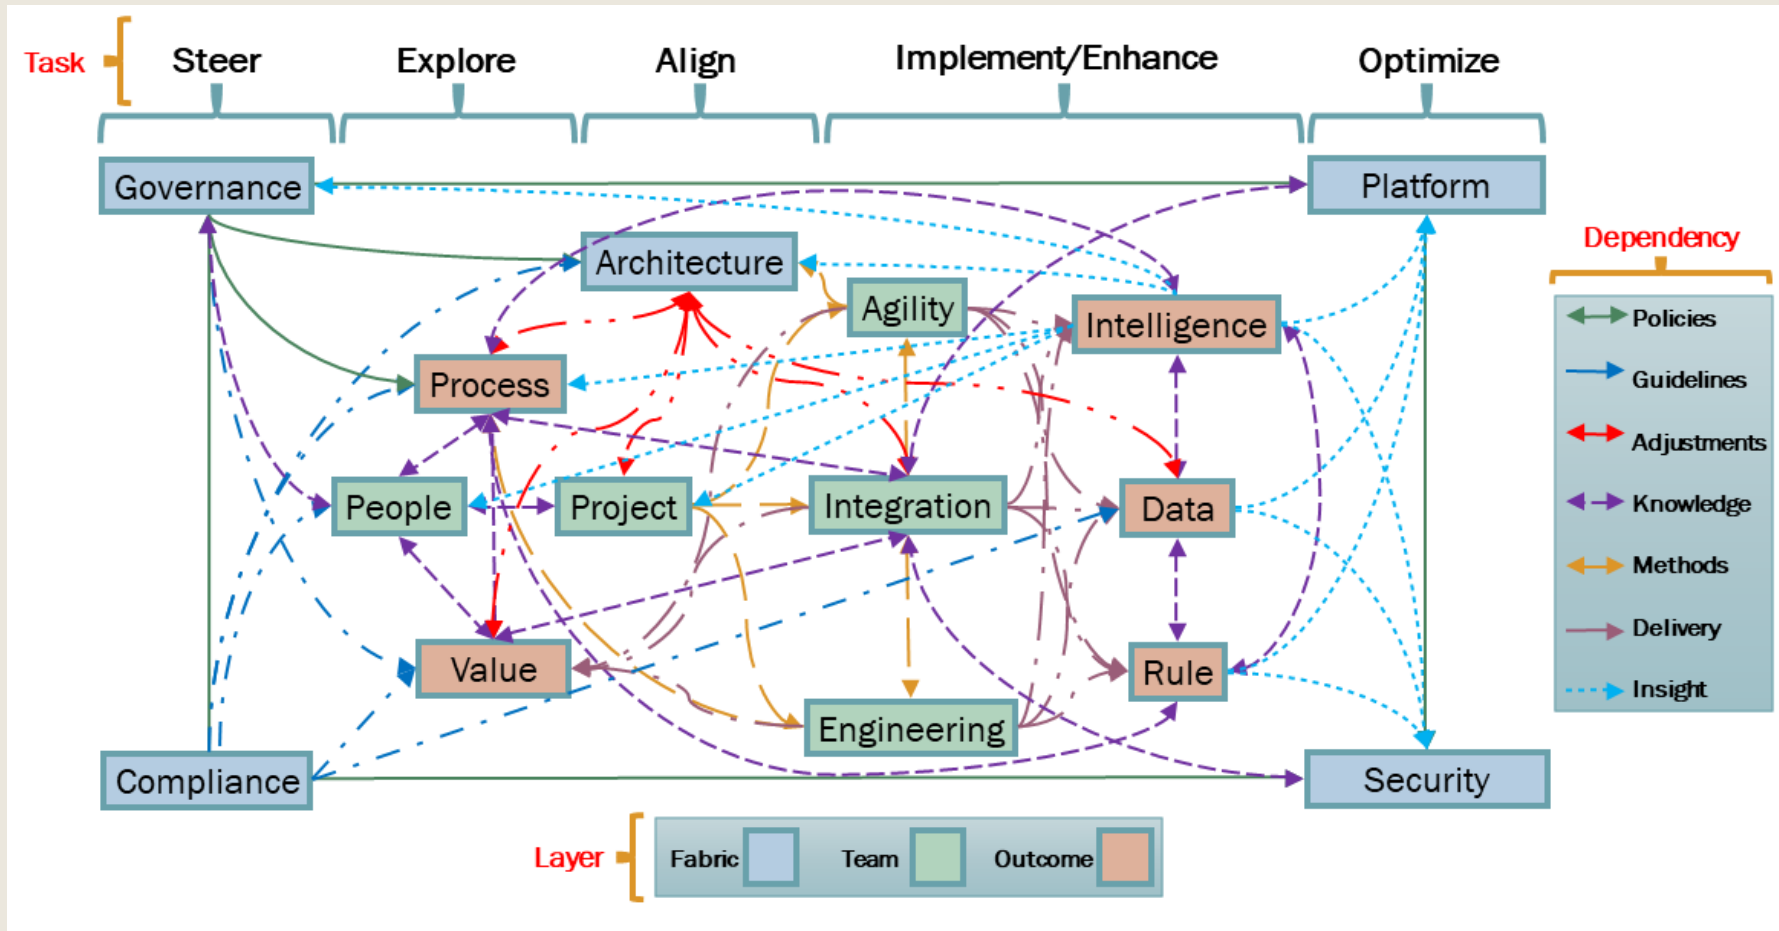 Task
Steer
Explore
Align
Implement/Enhance
Optimize
Governance
Platform
Architecture
Dependency
Agility
Intelligence
Policies
Process
Guidelines
Adjustments
People
Project
Integration
Data
Knowledge
Methods
Value
Rule
Delivery
Engineering
Insight
Compliance
Security
Layer
Fabric
Team
Outcome